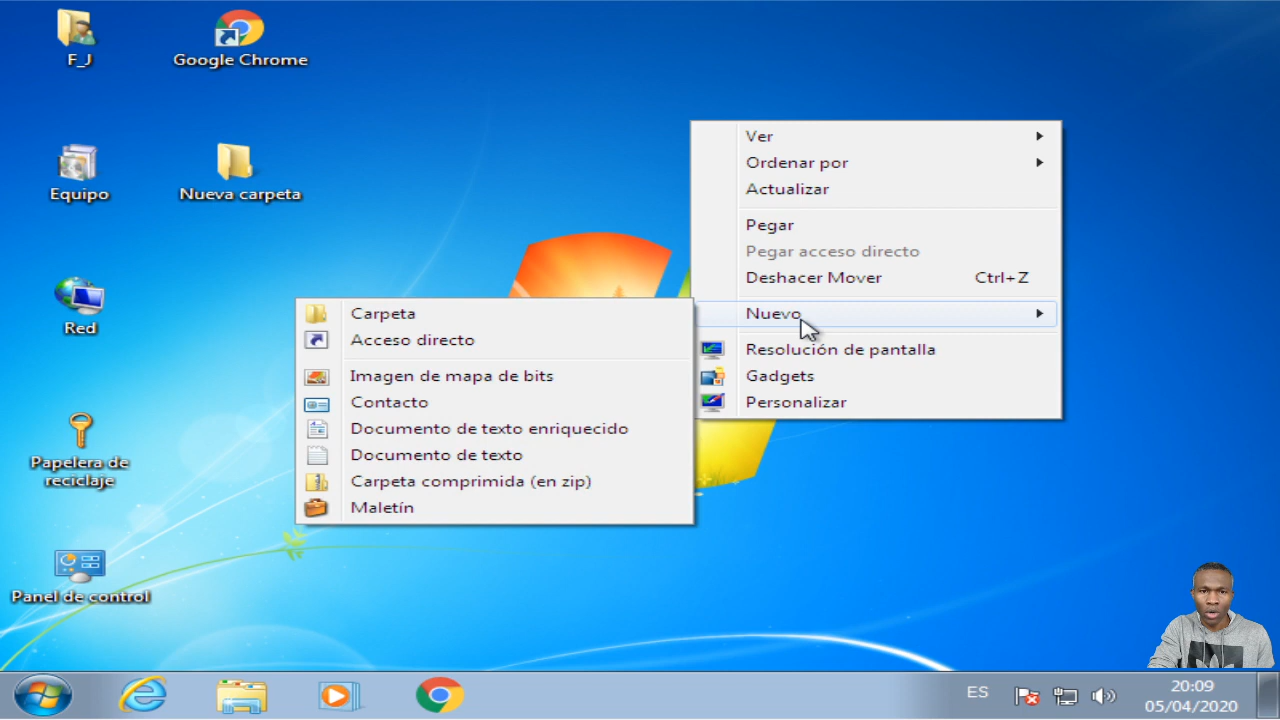 F_J
Google Chrome
Equipo
Nueva carpeta
Red
Papelera de
reciclaje
Panel de control
Ver
Ordenar por
Actualizar
Pegar
Pegar acceso directo
Deshacer Mover Ctrl+Z
Nuevo
Resolución de pantalla
Gadgets
Personalizar
Carpeta
Acceso directo
Imagen de mapa de bits
Contacto
Documento de texto enriquecido
Documento de texto
Carpeta comprimida (en zip)
Maletín
ES
20:09
05/04/2020